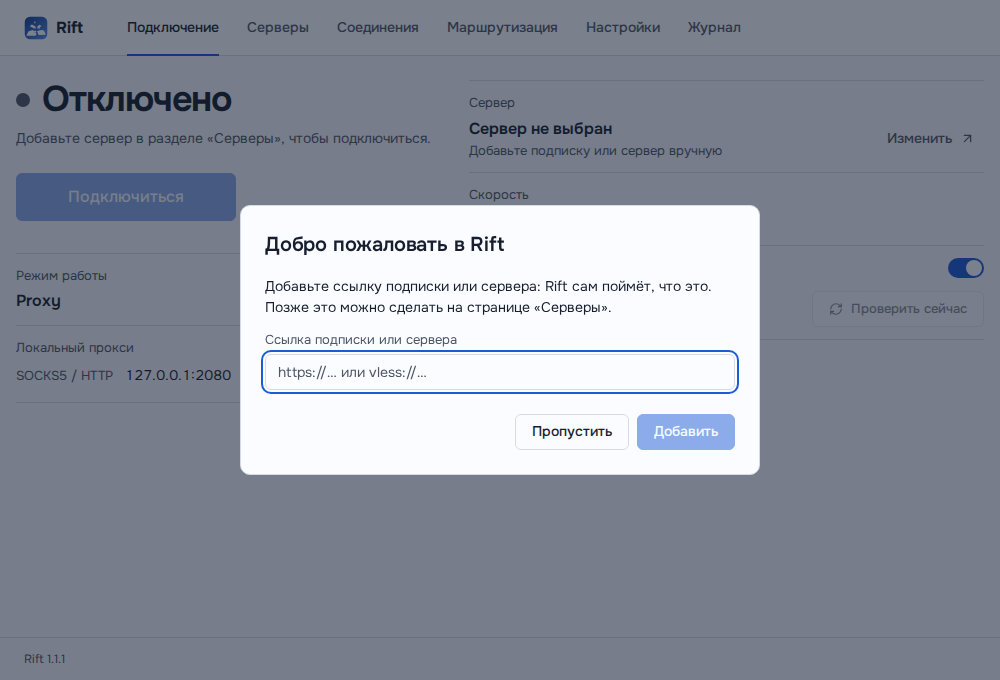 Rift
Подключение
Серверы
Соединения
Маршрутизация
Настройки
Журнал
Отключено
Добавьте сервер в разделе «Серверы», чтобы подключиться.
Подключиться
Режим работы
Proxy
Локальный прокси
SOCKS5 / HTTP 127.0.0.1:2080
Сервер
Сервер не выбран
Добавьте подписку или сервер вручную
Изменить
Скорость
Проверить сейчас
Добро пожаловать в Rift
Добавьте ссылку подписки или сервера: Rift сам поймёт, что это.
Позже это можно сделать на странице «Серверы».
Ссылка подписки или сервера
https://... или vless://...
Пропустить
Добавить
Rift 1.1.1